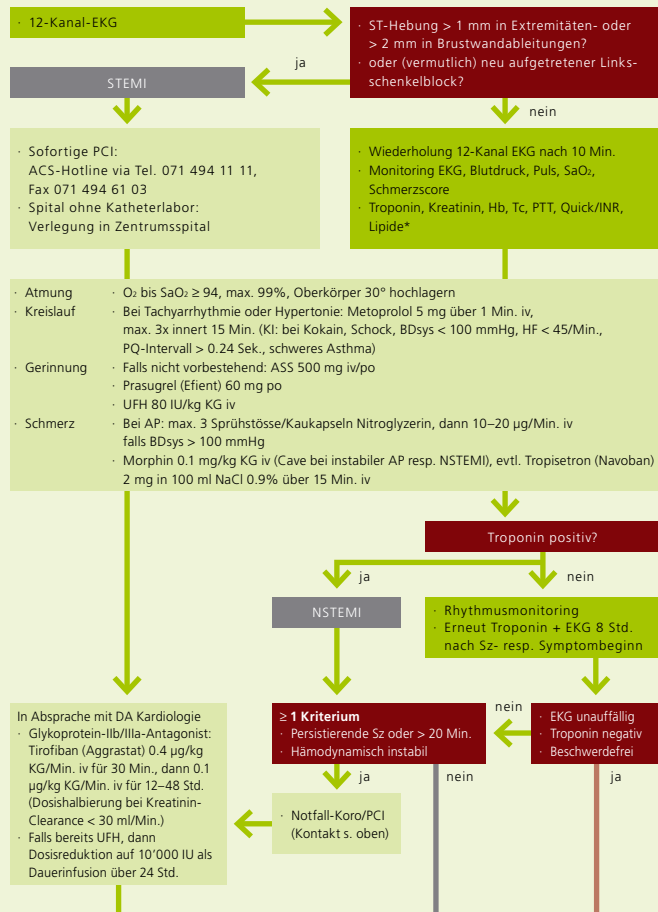 · 12-Kanal-EKG
· ST-Hebung > 1 mm in Extremitäten- oder
> 2 mm in Brustwandableitungen?
· oder (vermutlich) neu aufgetretener Links-
schenkelblock?
ja
STEMI
nein
· Sofortige PCI:
ACS-Hotline via Tel. 071 494 11 11,
Fax 071 494 61 03
· Spital ohne Katheterlabor:
Verlegung in Zentrumsspital
· Wiederholung 12-Kanal EKG nach 10 Min.
· Monitoring EKG, Blutdruck, Puls, SaO₂,
Schmerzscore
· Troponin, Kreatinin, Hb, Tc, PTT, Quick/INR,
Lipide*
· Atmung · O₂ bis SaO₂ ≥ 94, max. 99%, Oberkörper 30° hochlagern
· Kreislauf · Bei Tachyarrhythmie oder Hypertonie: Metoprolol 5 mg über 1 Min. iv,
max. 3x innert 15 Min. (KI: bei Kokain, Schock, BDsys < 100 mmHg, HF < 45/Min.,
PQ-Intervall > 0.24 Sek., schweres Asthma)
· Gerinnung · Falls nicht vorbestehend: ASS 500 mg iv/po
· Prasugrel (Efient) 60 mg po
· UFH 80 IU/kg KG iv
· Schmerz · Bei AP: max. 3 Sprühstösse/Kaukapseln Nitroglyzerin, dann 10–20 µg/Min. iv
falls BDsys > 100 mmHg
· Morphin 0.1 mg/kg KG iv (Cave bei instabiler AP resp. NSTEMI), evtl. Tropisetron (Navoban)
2 mg in 100 ml NaCl 0.9% über 15 Min. iv
Troponin positiv?
ja
nein
NSTEMI
· Rhythmusmonitoring
· Erneut Troponin + EKG 8 Std.
nach Sz- resp. Symptombeginn
In Absprache mit DA Kardiologie
· Glykoprotein-IIb/IIIa-Antagonist:
Tirofiban (Aggrastat) 0.4 µg/kg
KG/Min. iv für 30 Min., dann 0.1
µg/kg KG/Min. iv für 12–48 Std.
(Dosishalbierung bei Kreatinin-
Clearance < 30 ml/Min.)
· Falls bereits UFH, dann
Dosisreduktion auf 10’000 IU als
Dauerinfusion über 24 Std.
≥ 1 Kriterium
· Persistierende Sz oder > 20 Min.
· Hämodynamisch instabil
nein
· EKG unauffällig
· Troponin negativ
· Beschwerdefrei
ja
nein
ja
· Notfall-Koro/PCI
(Kontakt s. oben)